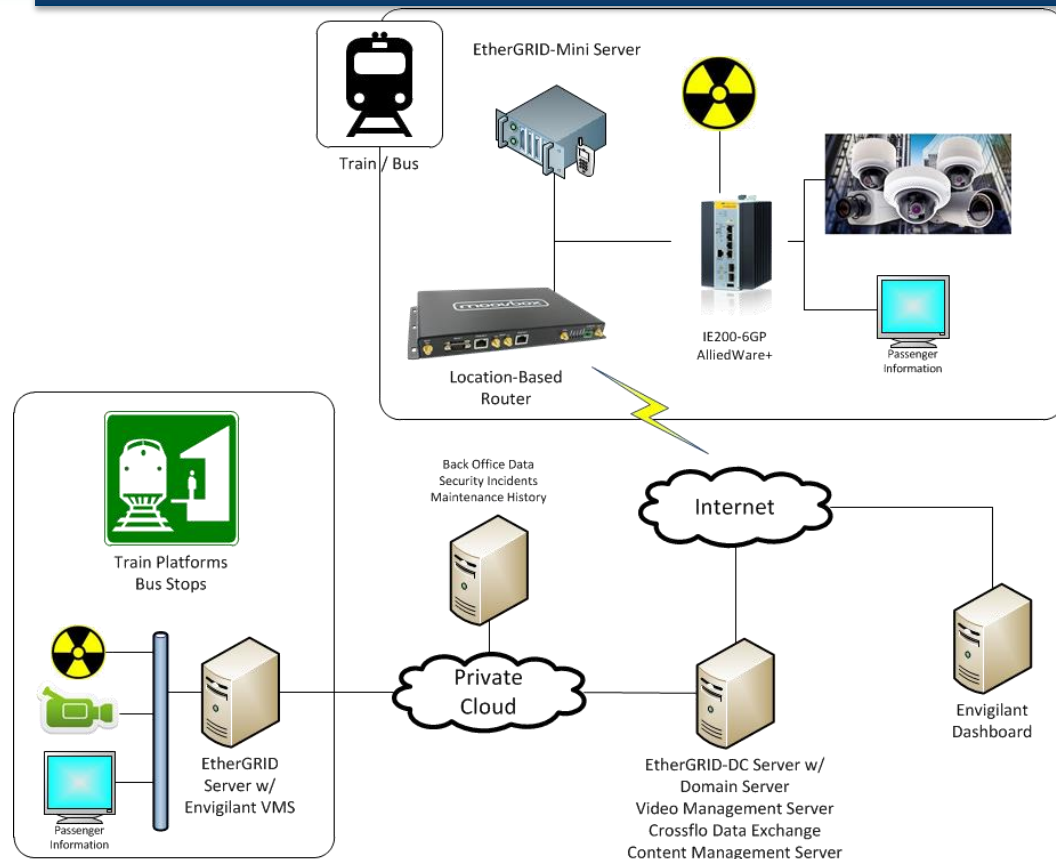 EtherGRID-Mini Server
Train / Bus
moovbox
IE200-6GP
AlliedWare+
Passenger
Information
Location-Based
Router
Back Office Data
Security Incidents
Maintenance History
Internet
Train Platforms
Bus Stops
Private
Cloud
EtherGRID
Server w/
Envigilant VMS
Passenger
Information
EtherGRID-DC Server w/
Domain Server
Video Management Server
Crossflo Data Exchange
Content Management Server
Envigilant
Dashboard